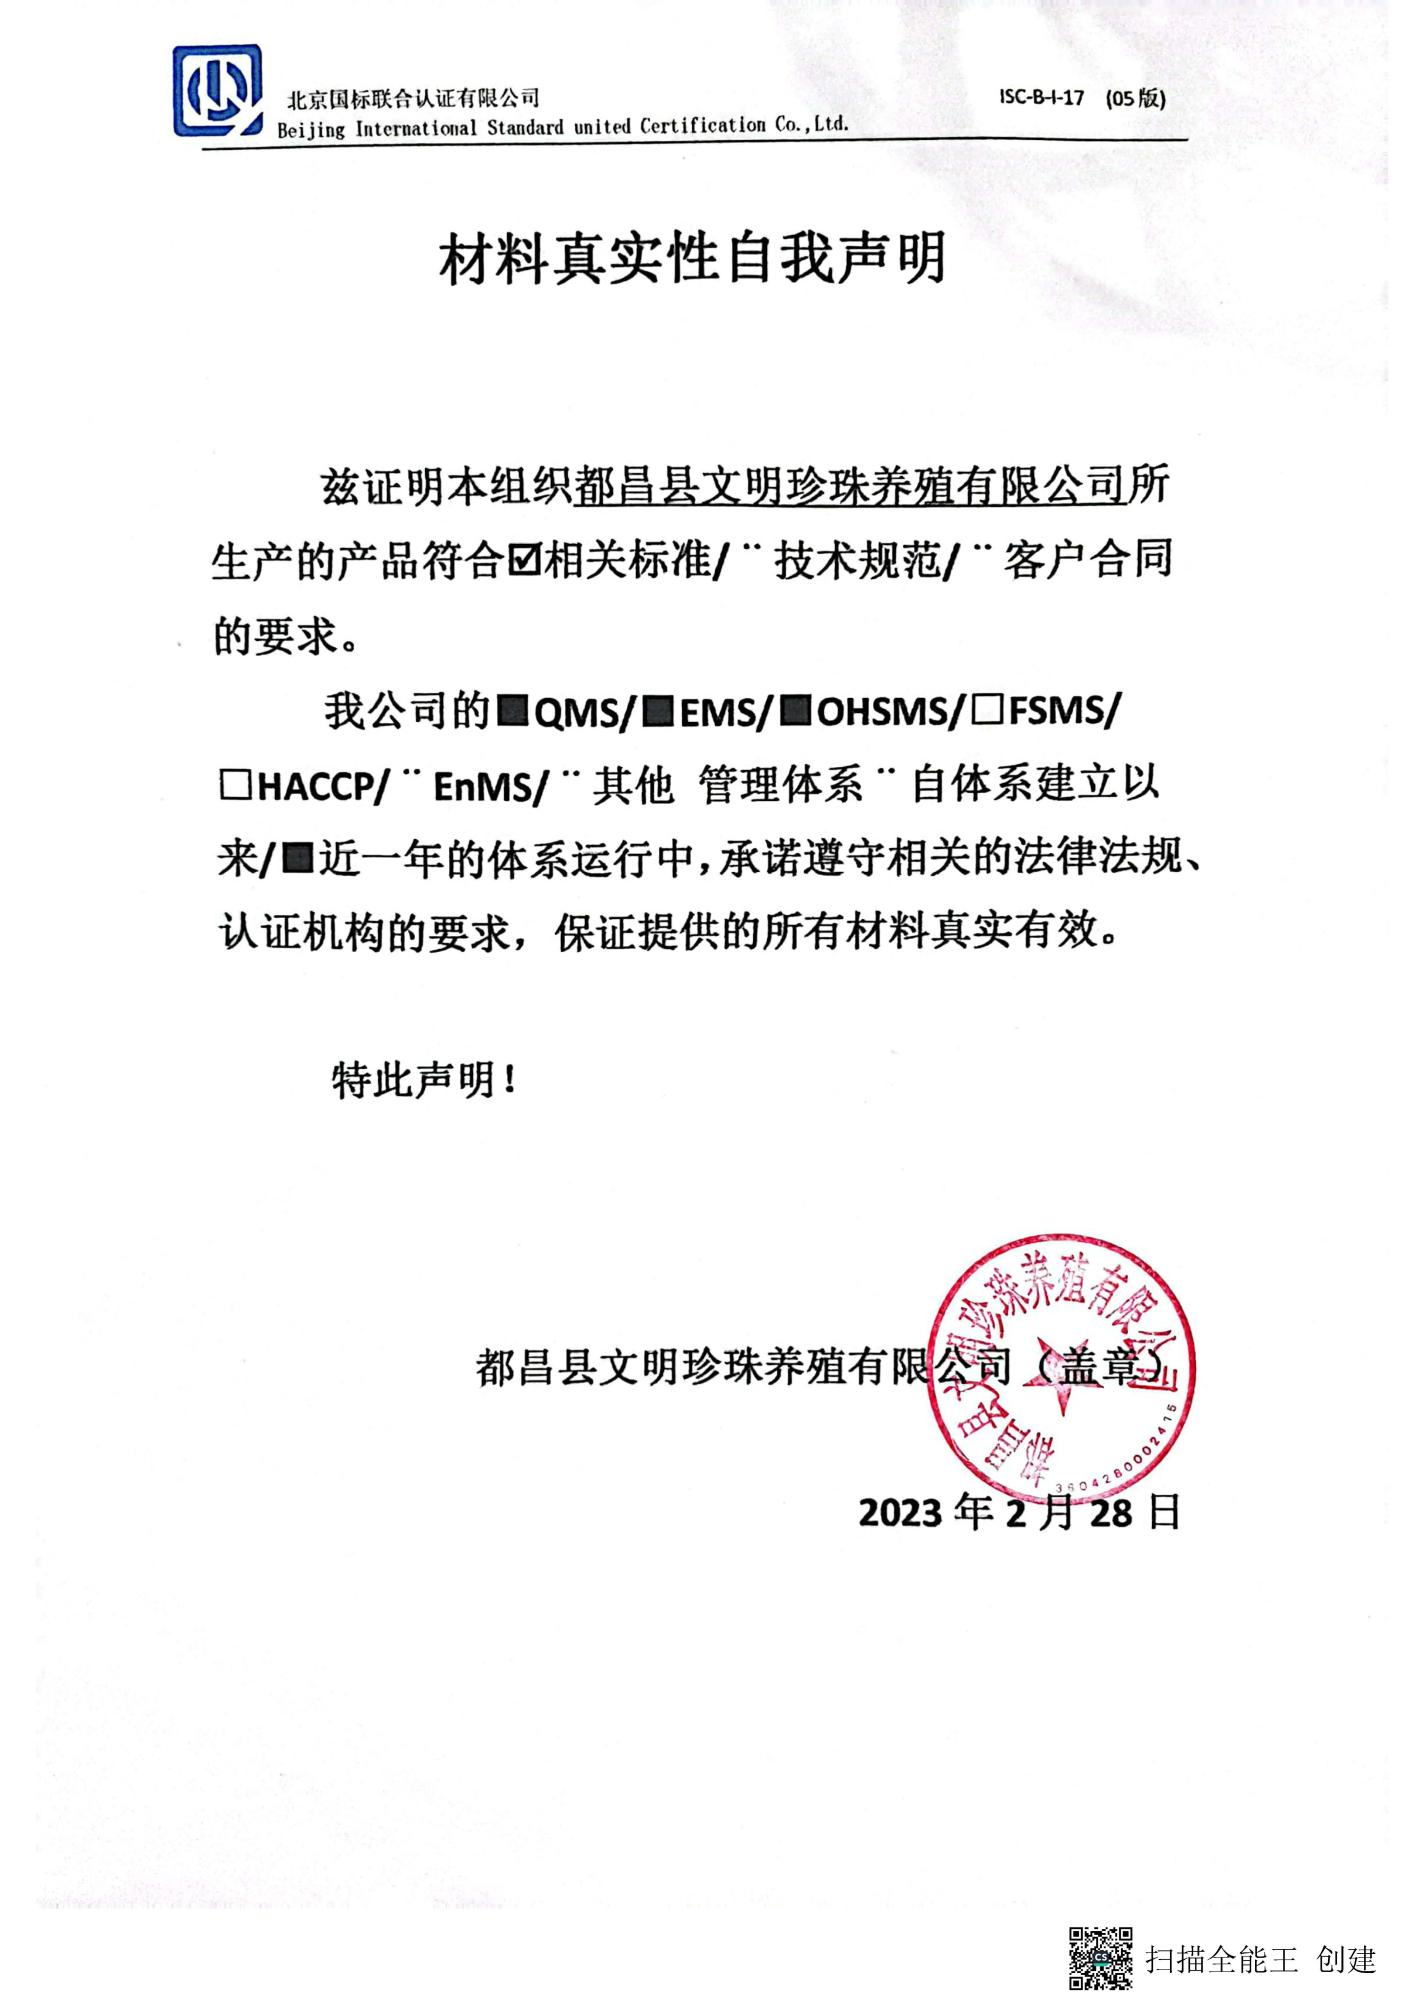 北京国标联合认证有限公司
ISC-B-I-17 (05版)
Beijing International Standard united Certification Co.,Ltd.
材料真实性自我声明
兹证明本组织都昌县文明珍珠养殖有限公司所
生产的产品符合☑相关标准/¨技术规范/¨客户合同
的要求。
我公司的■QMS/■EMS/■OHSMS/□FSMS/
□HACCP/¨EnMS/¨其他 管理体系¨自体系建立以
来/■近一年的体系运行中,承诺遵守相关的法律法规、
认证机构的要求，保证提供的所有材料真实有效。
特此声明！
都昌县文明珍珠养殖有限公司（盖章）
都昌县文明珍珠养殖有限公司
3604280002415
2023 年 2 月 28 日
CS
扫描全能王 创建